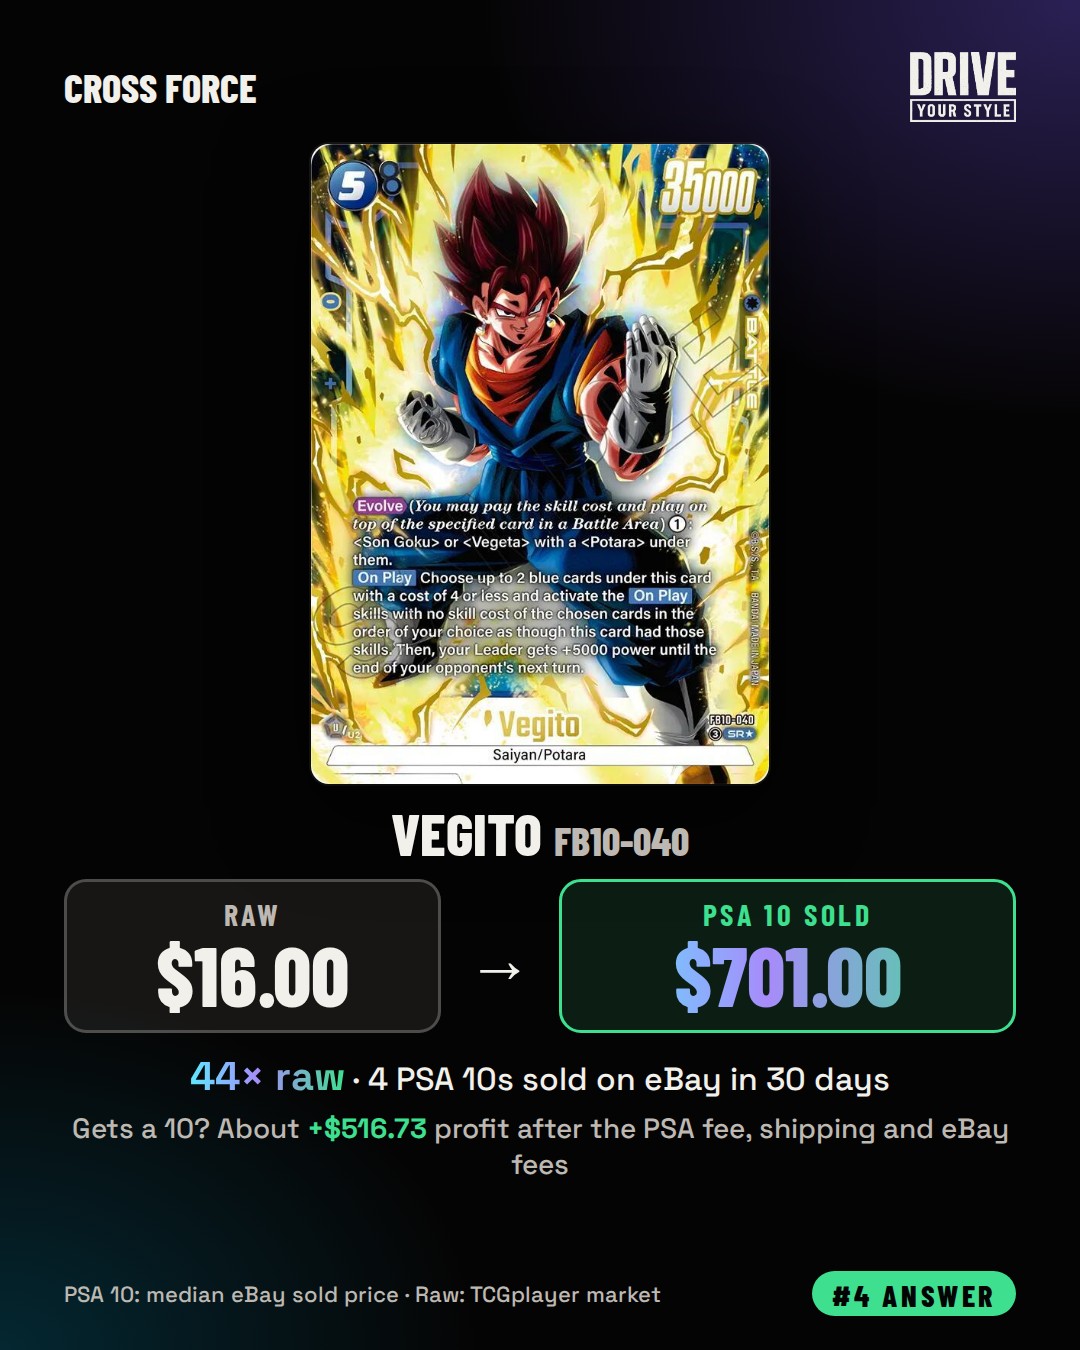 CROSS FORCE
DRIVE
YOUR STYLE
5
35000
0
+
BATTLE
Evolve (You may pay the skill cost and play on
top of the specified card in a Battle Area) 1 :
<Son Goku> or <Vegeta> with a <Potara> under
them.
On Play Choose up to 2 blue cards under this card
with a cost of 4 or less and activate the On Play
skills with no skill cost of the chosen cards in the
order of your choice as though this card had those
skills. Then, your Leader gets +5000 power until the
end of your opponent's next turn.
BANDAI MADE IN JAPAN
Vegito
FB10-040
3 SR★
Saiyan/Potara
VEGITO FB10-040
RAW
$16.00
→
PSA 10 SOLD
$701.00
44× raw · 4 PSA 10s sold on eBay in 30 days
Gets a 10? About +$516.73 profit after the PSA fee, shipping and eBay
fees
PSA 10: median eBay sold price · Raw: TCGplayer market
#4 ANSWER